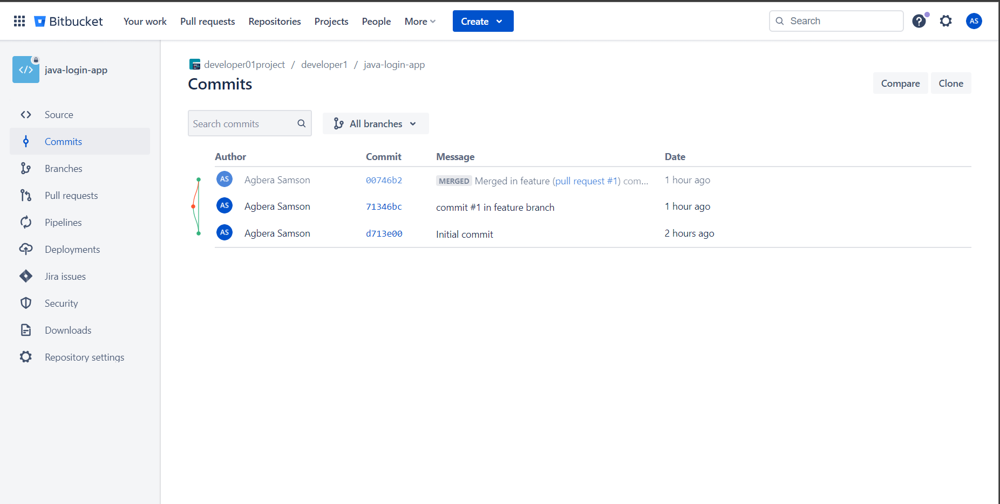 Bitbucket Your work Pull requests Repositories Projects People More Create Search ? AS
</> java-login-app
developer01project / developer1 / java-login-app
Commits
Compare Clone
Search commits All branches
Source
Commits
Branches
Pull requests
Pipelines
Deployments
Jira issues
Security
Downloads
Repository settings
Author Commit Message Date
AS Agbera Samson 00746b2 MERGED Merged in feature (pull request #1) com... 1 hour ago
AS Agbera Samson 71346bc commit #1 in feature branch 1 hour ago
AS Agbera Samson d713e00 Initial commit 2 hours ago